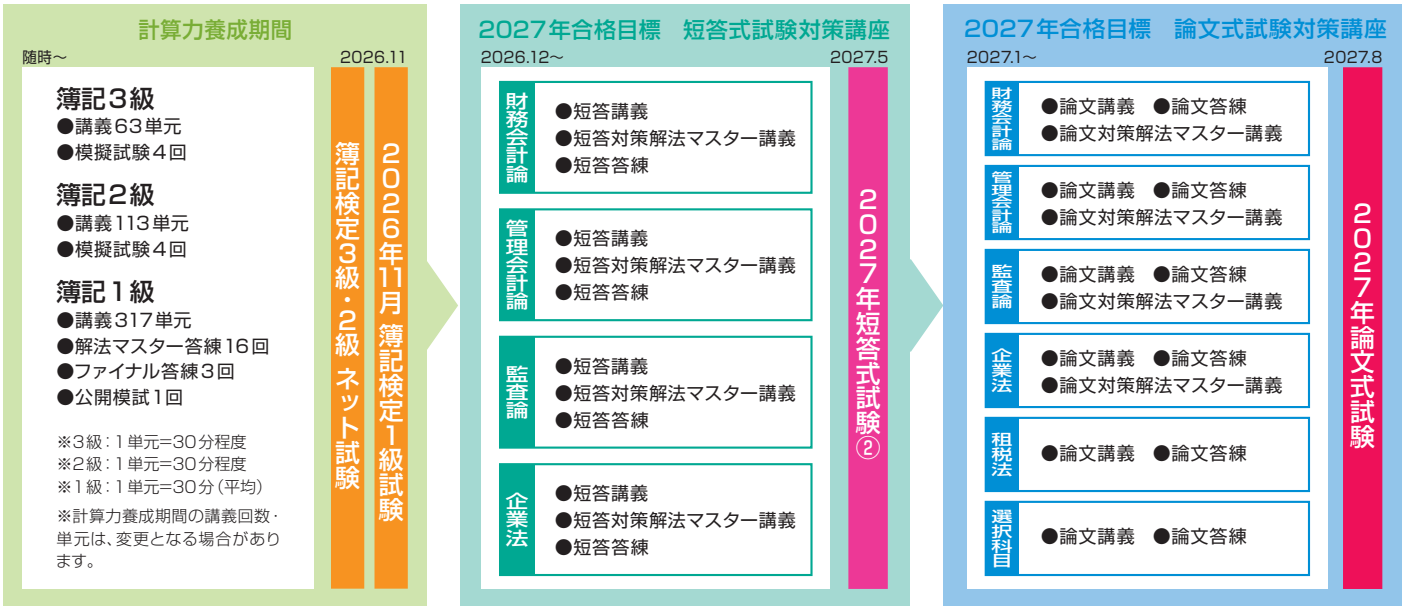 計算力養成期間
随時～
2026.11
簿記3級
●講義63単元
●模擬試験4回
簿記2級
●講義113単元
●模擬試験4回
簿記1級
●講義317単元
●解法マスター答練16回
●ファイナル答練3回
●公開模試1回
※3級：1単元=30分程度
※2級：1単元=30分程度
※1級：1単元=30分（平均）
※計算力養成期間の講義回数・
単元は、変更となる場合があり
ます。
簿記検定3級・2級 ネット試験
2026年11月 簿記検定1級試験
2027年合格目標　短答式試験対策講座
2026.12～
2027.5
財務会計論
●短答講義
●短答対策解法マスター講義
●短答答練
管理会計論
●短答講義
●短答対策解法マスター講義
●短答答練
監査論
●短答講義
●短答対策解法マスター講義
●短答答練
企業法
●短答講義
●短答対策解法マスター講義
●短答答練
2027年短答式試験②
2027年合格目標　論文式試験対策講座
2027.1～
2027.8
財務会計論
●論文講義　●論文答練
●論文対策解法マスター講義
管理会計論
●論文講義　●論文答練
●論文対策解法マスター講義
監査論
●論文講義　●論文答練
●論文対策解法マスター講義
企業法
●論文講義　●論文答練
●論文対策解法マスター講義
租税法
●論文講義　●論文答練
選択科目
●論文講義　●論文答練
2027年論文式試験